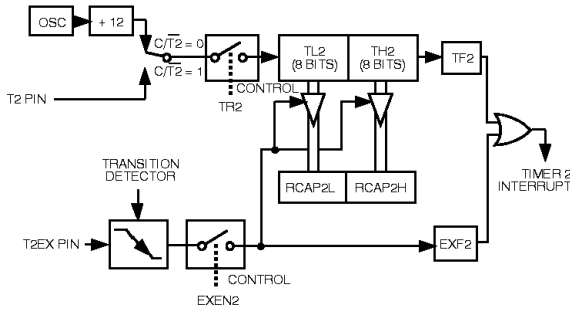 OSC
+ 12
C/T2 = 0
C/T2 = 1
T2 PIN
CONTROL
TR2
TL2
(8 BITS)
TH2
(8 BITS)
TF2
RCAP2L
RCAP2H
TIMER 2
INTERRUPT
TRANSITION
DETECTOR
T2EX PIN
CONTROL
EXEN2
EXF2